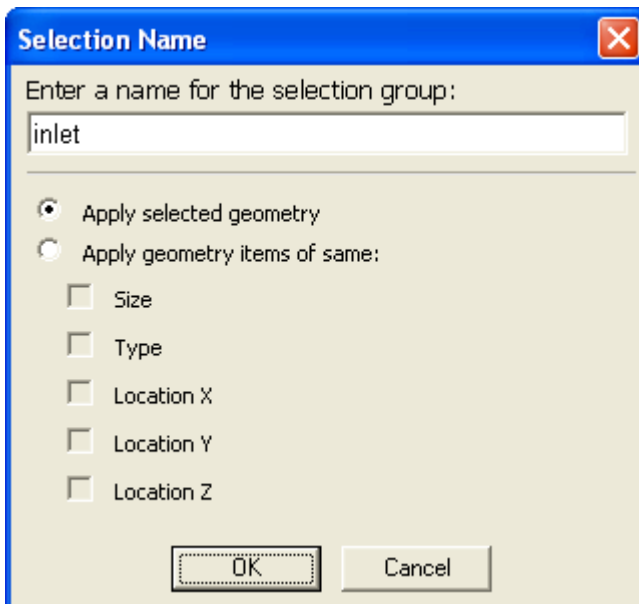 Selection Name
Enter a name for the selection group:
inlet
Apply selected geometry
Apply geometry items of same:
Size
Type
Location X
Location Y
Location Z
OK Cancel